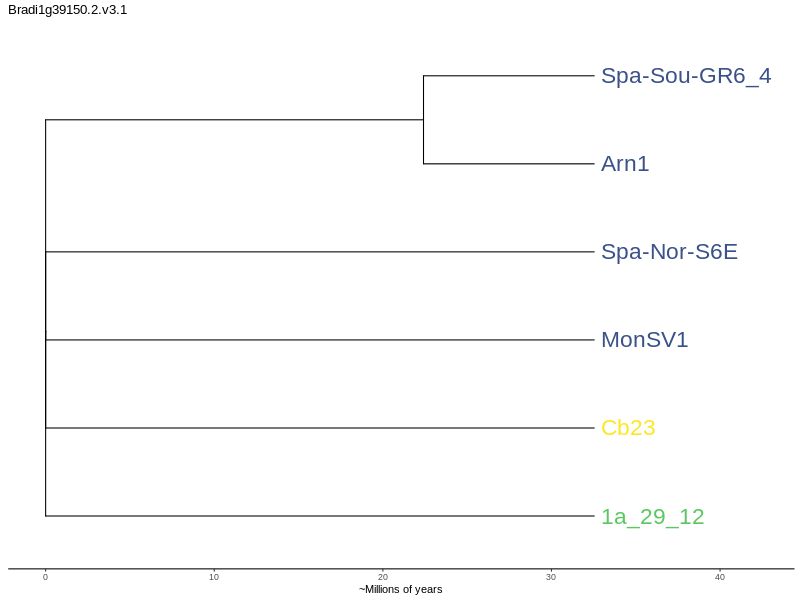 Bradi1g39150.2.v3.1
Spa-Sou-GR6_4
Arn1
Spa-Nor-S6E
MonSV1
Cb23
1a_29_12
0 10 20 30 40
~Millions of years